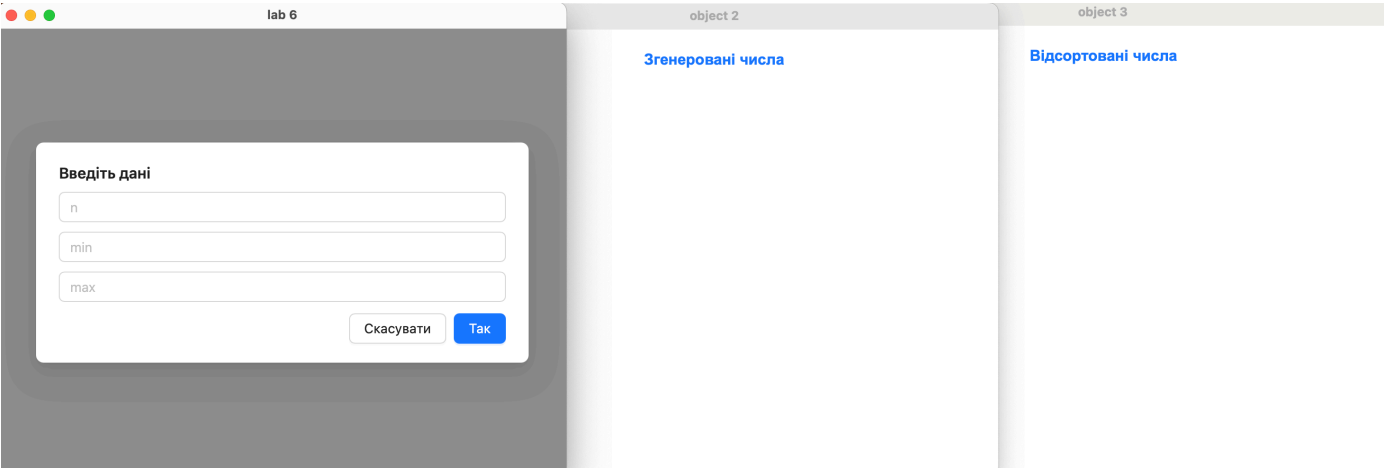 lab 6
Введіть дані
n
min
max
Скасувати Так
object 2
Згенеровані числа
object 3
Відсортовані числа